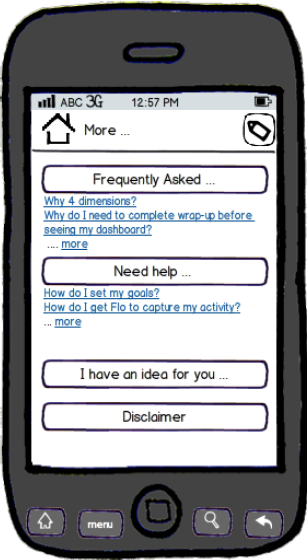 ABC 3G 12:57 PM
More ...
Frequently Asked ...
Why 4 dimensions?
Why do I need to complete wrap-up before
seeing my dashboard?
.... more
Need help ...
How do I set my goals?
How do I get Flo to capture my activity?
... more
I have an idea for you ...
Disclaimer
menu